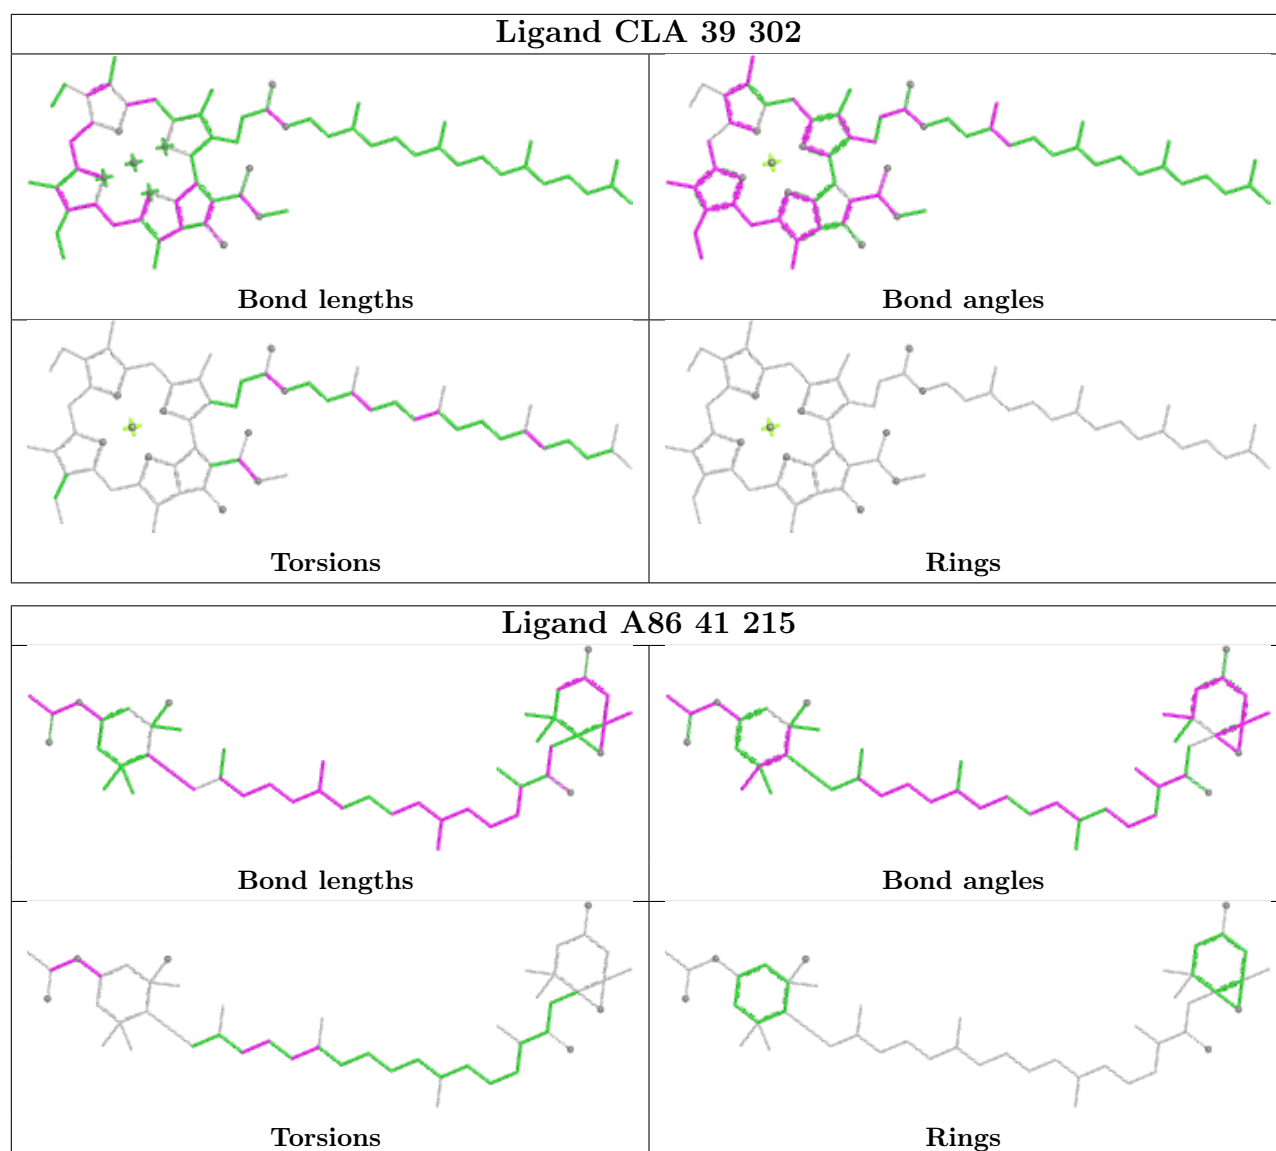 Ligand CLA 39 302
Bond lengths
Bond angles
Torsions
Rings
Ligand A86 41 215
Bond lengths
Bond angles
Torsions
Rings